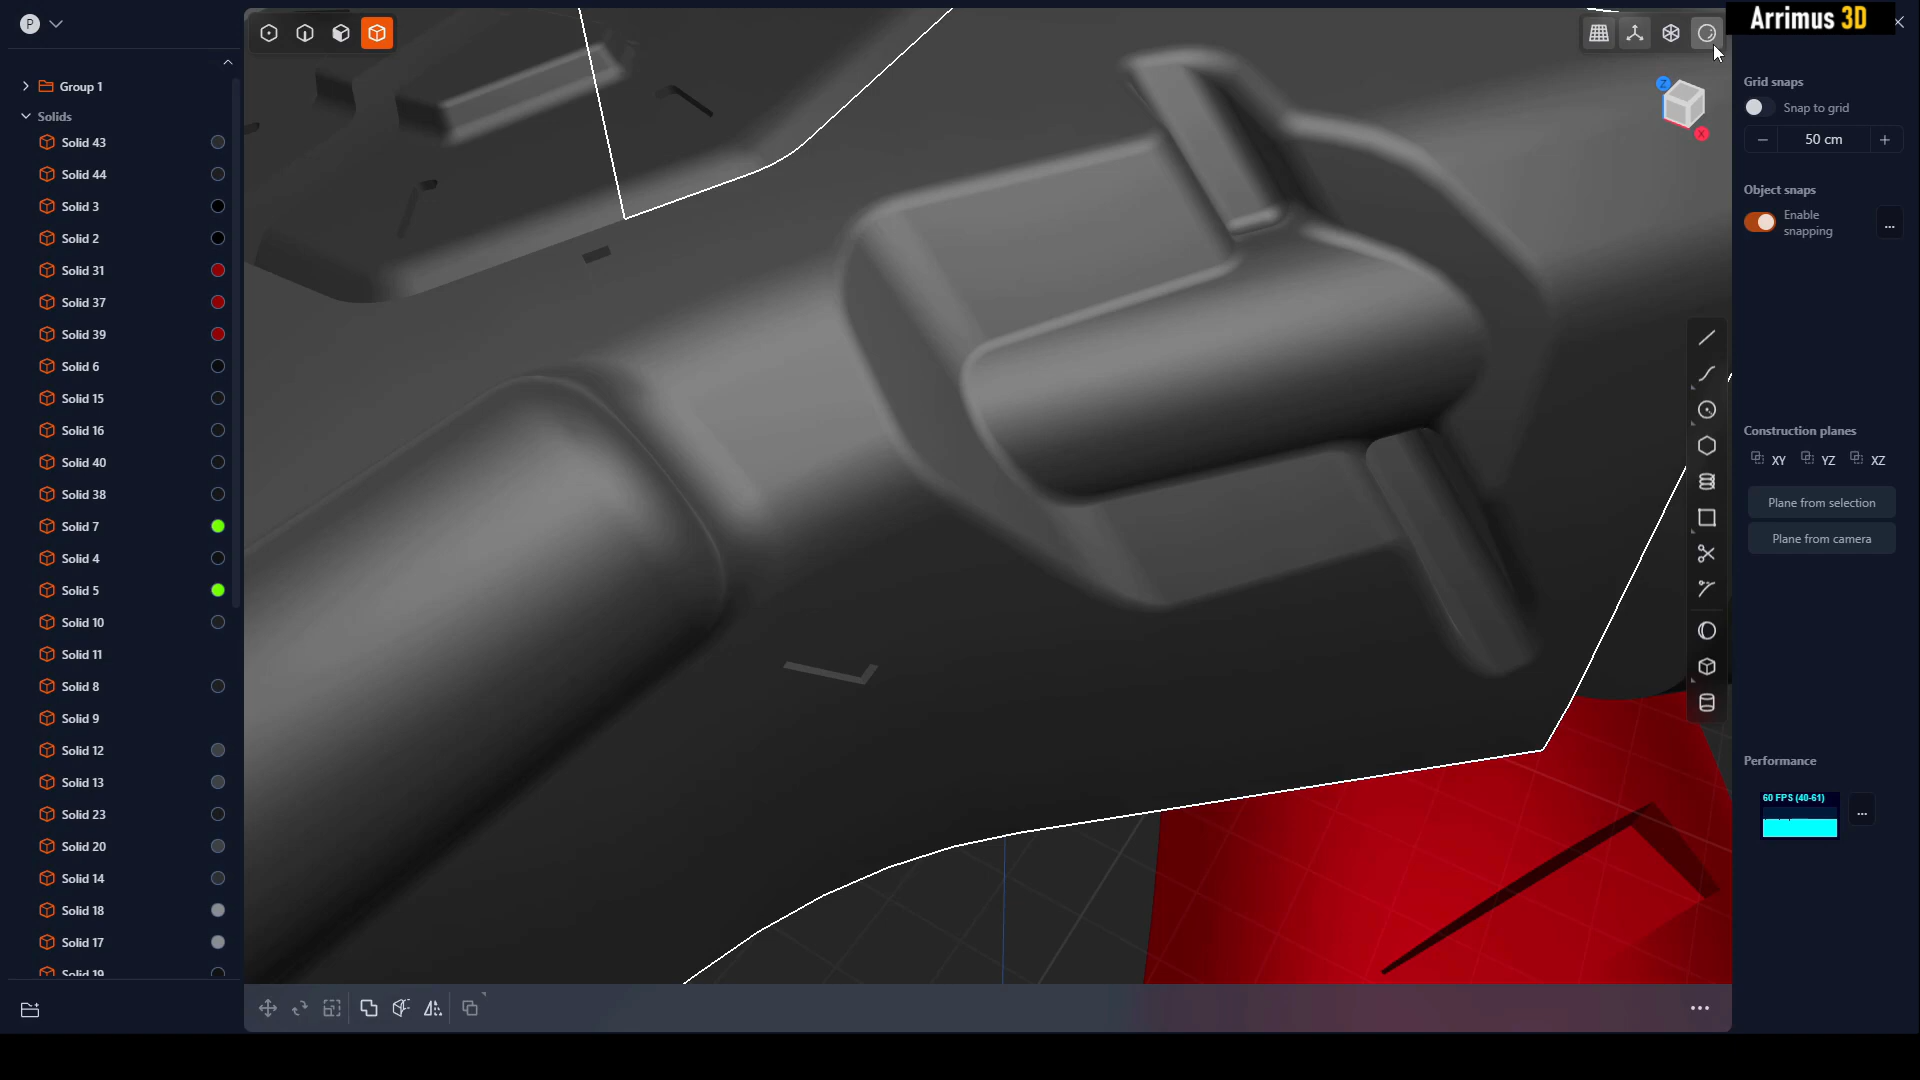 P
Arrimus 3D
Group 1
Solids
Solid 43
Solid 44
Solid 3
Solid 2
Solid 31
Solid 37
Solid 39
Solid 6
Solid 15
Solid 16
Solid 40
Solid 38
Solid 7
Solid 4
Solid 5
Solid 10
Solid 11
Solid 8
Solid 9
Solid 12
Solid 13
Solid 23
Solid 20
Solid 14
Solid 18
Solid 17
Solid 19
Z
X
Grid snaps
Snap to grid
50 cm
Object snaps
Enable
snapping
...
Construction planes
XY YZ XZ
Plane from selection
Plane from camera
Performance
60 FPS (40-61)
...